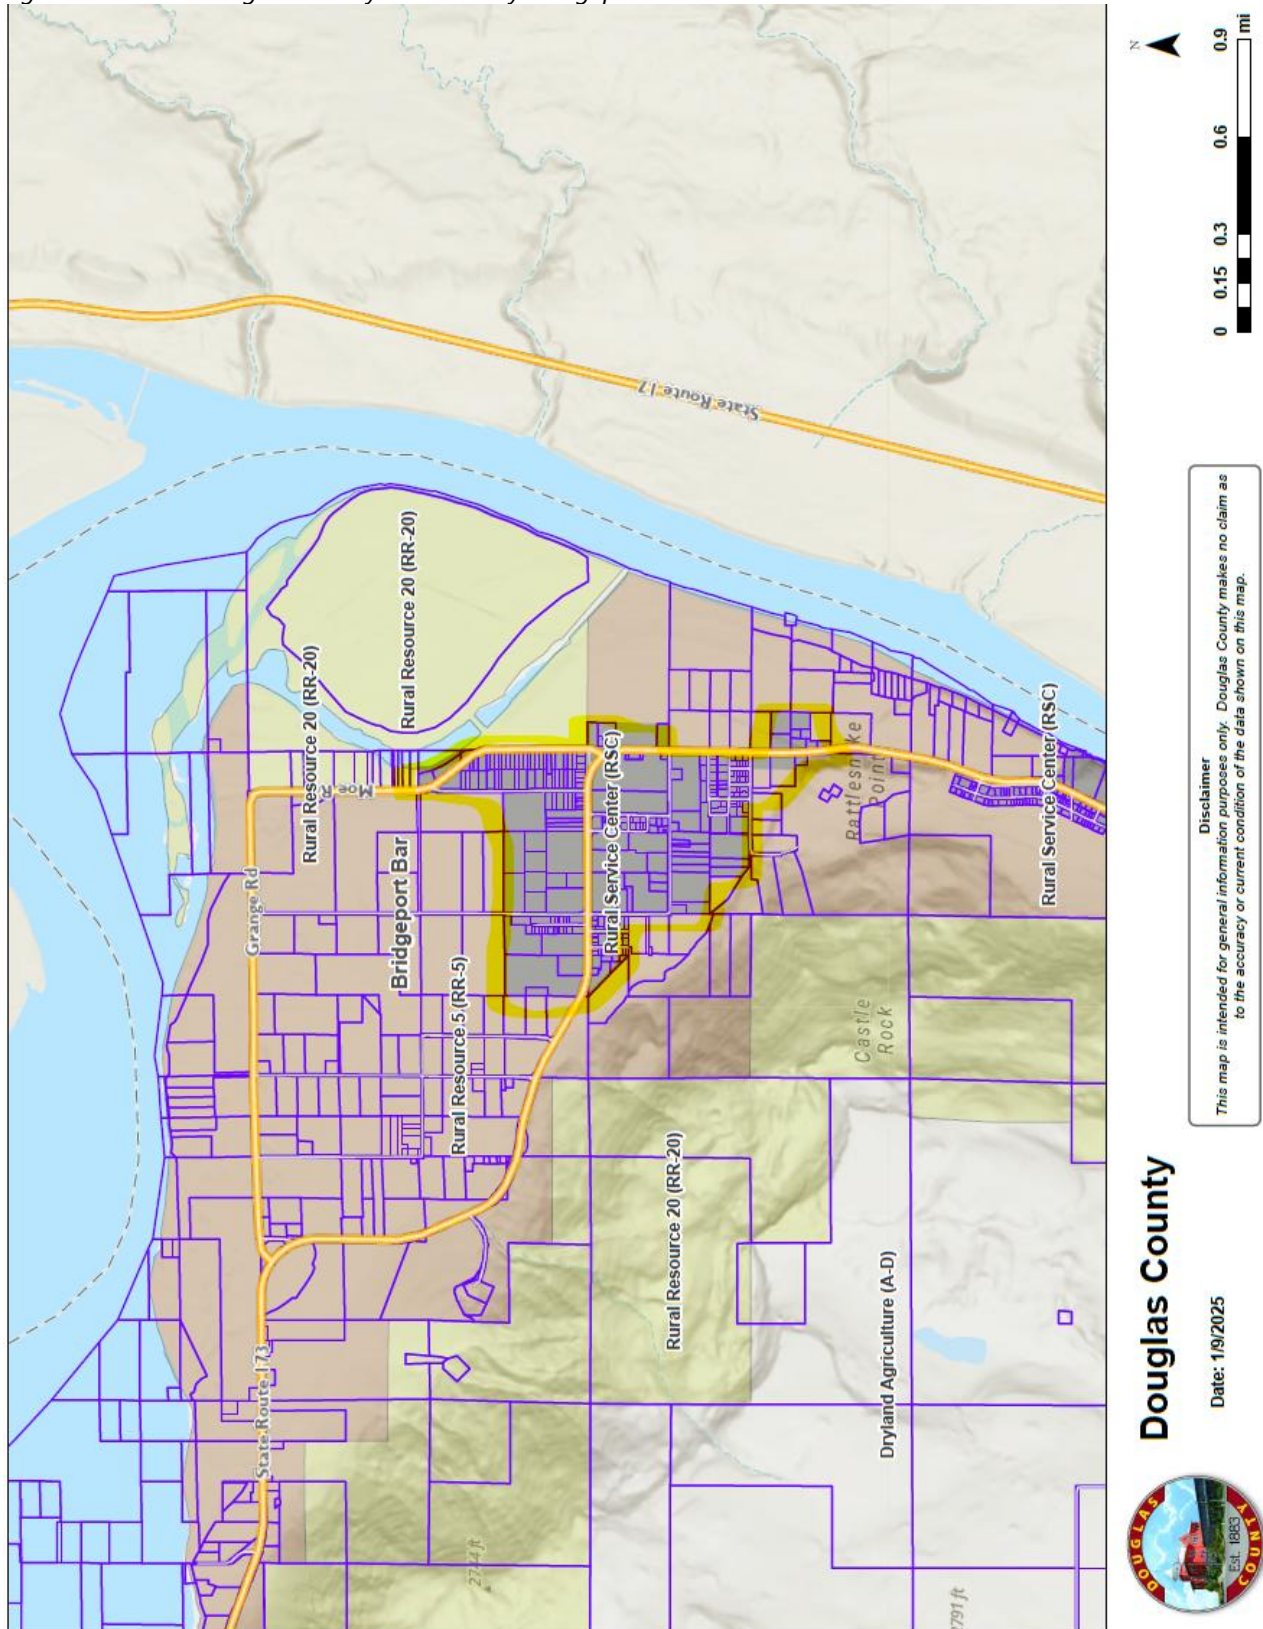 State Route 173
Grange Rd
Rural Resource 20 (RR-20)
Moe R
Bridgeport Bar
Rural Resource 20 (RR-20)
Rural Resource 5 (RR-5)
2744 ft
Rural Service Center (RSC)
Rural Resource 20 (RR-20)
State Route 17
Castle
Rock
Rattlesnake
Point
Dryland Agriculture (A-D)
2791 ft
Rural Service Center (RSC)
DOUGLAS
Est. 1883
COUNTY
Douglas County
Date: 1/9/2025
Disclaimer
This map is intended for general information purposes only. Douglas County makes no claim as
to the accuracy or current condition of the data shown on this map.
N
0 0.15 0.3 0.6 0.9
mi